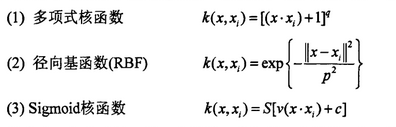 (1) 多项式核函数 k(x,x_i)=[(x·x_i)+1]^q
(2) 径向基函数(RBF) k(x,x_i)=exp{-‖x-x_i‖²/p²}
(3) Sigmoid核函数 k(x,x_i)=S[v(x·x_i)+c]